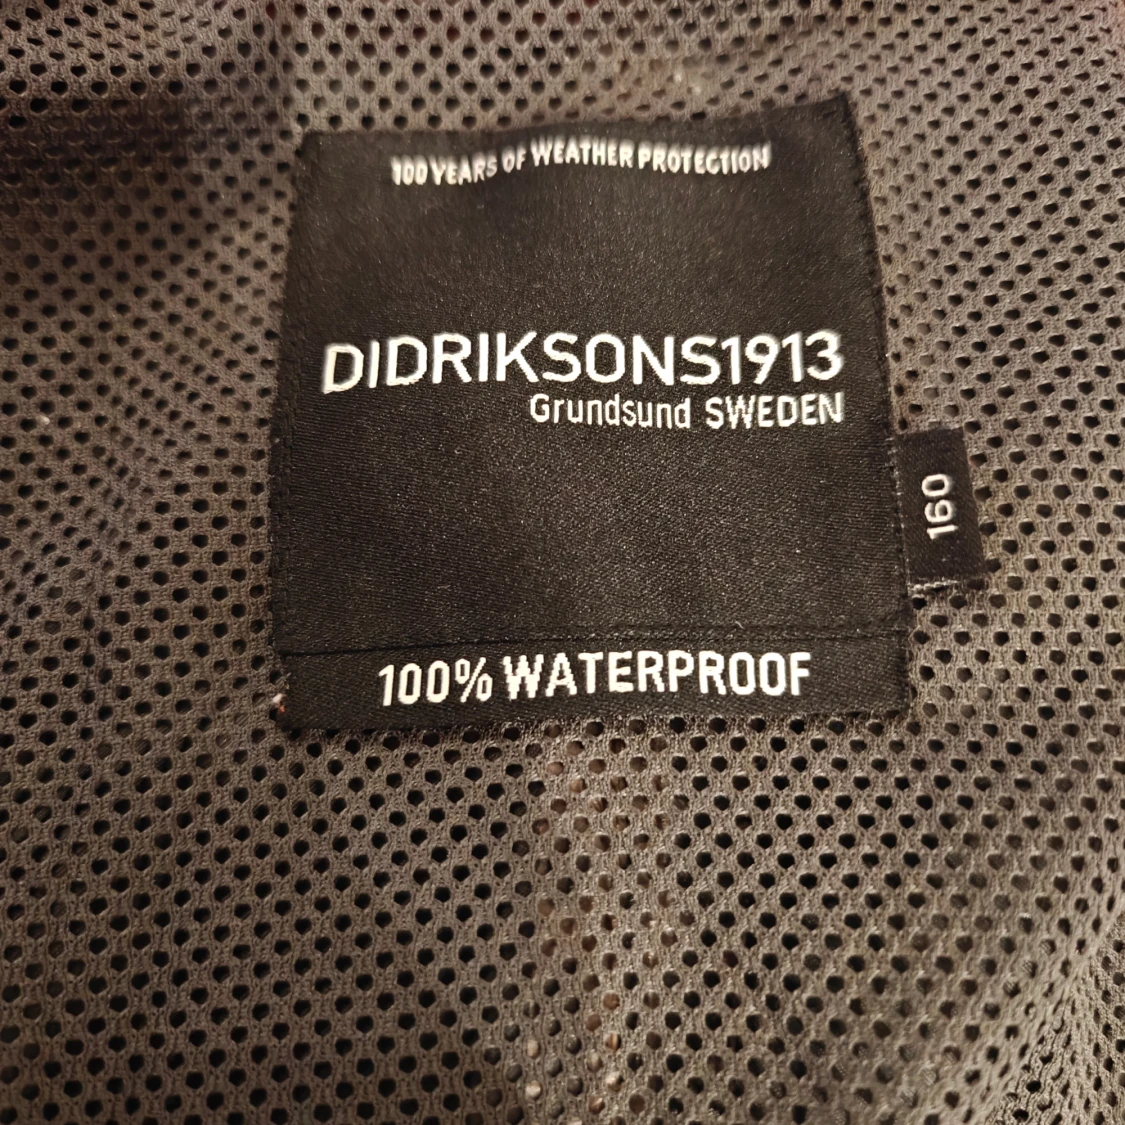 100 YEARS OF WEATHER PROTECTION
DIDRIKSONS1913
Grundsund SWEDEN
160
100% WATERPROOF